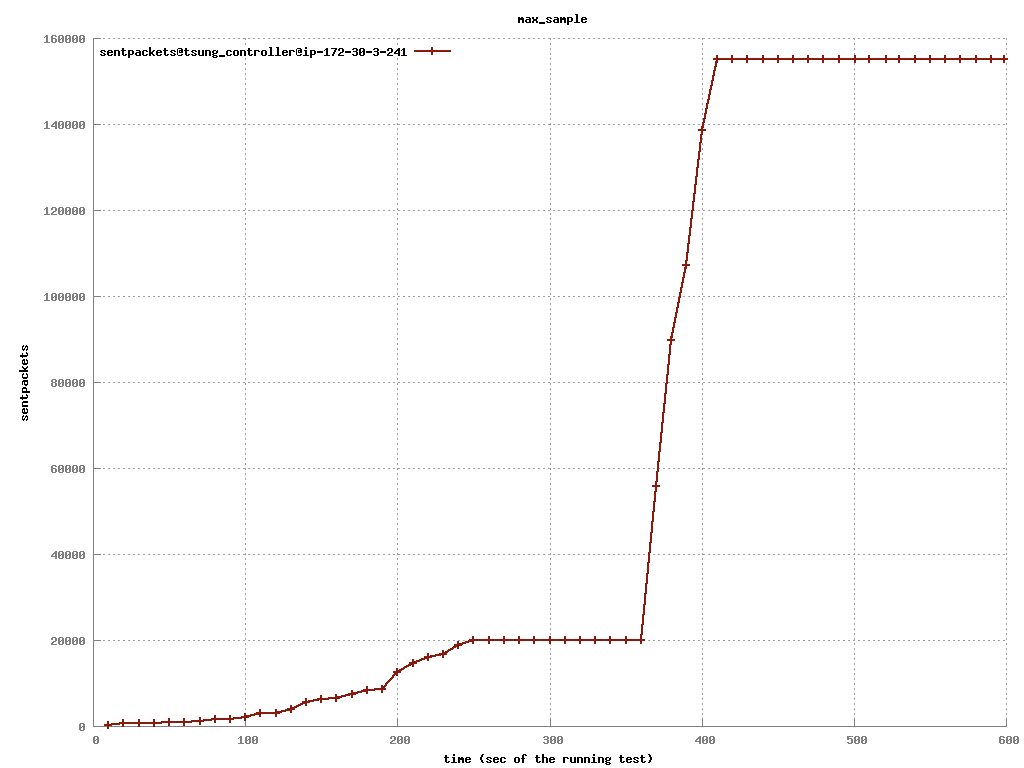 max_sample
sentpackets@tsung_controller@ip-172-30-3-241
160000
140000
120000
100000
80000
60000
40000
20000
0
sentpackets
0 100 200 300 400 500 600
time (sec of the running test)